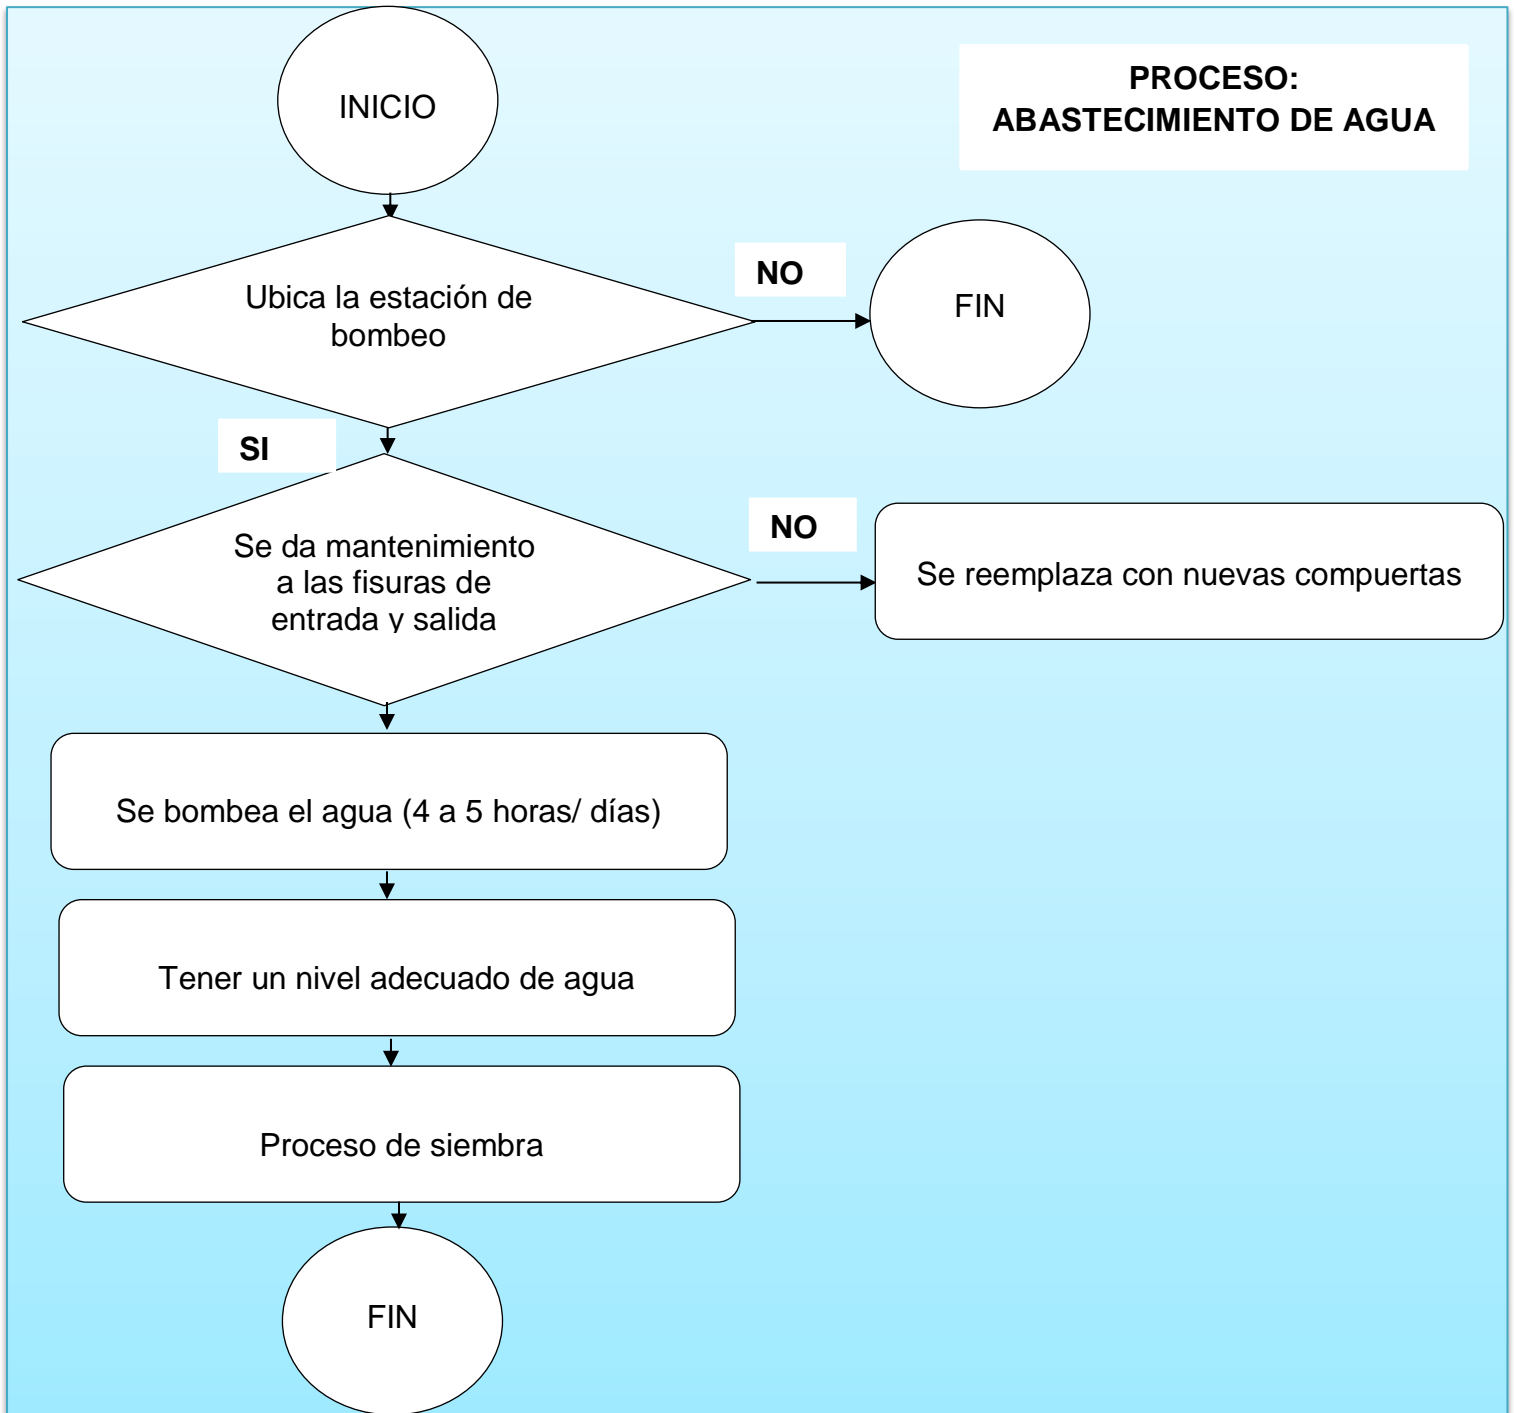 INICIO
PROCESO:
ABASTECIMIENTO DE AGUA
Ubica la estación de
bombeo
NO
FIN
SI
Se da mantenimiento
a las fisuras de
entrada y salida
NO
Se reemplaza con nuevas compuertas
Se bombea el agua (4 a 5 horas/ días)
Tener un nivel adecuado de agua
Proceso de siembra
FIN